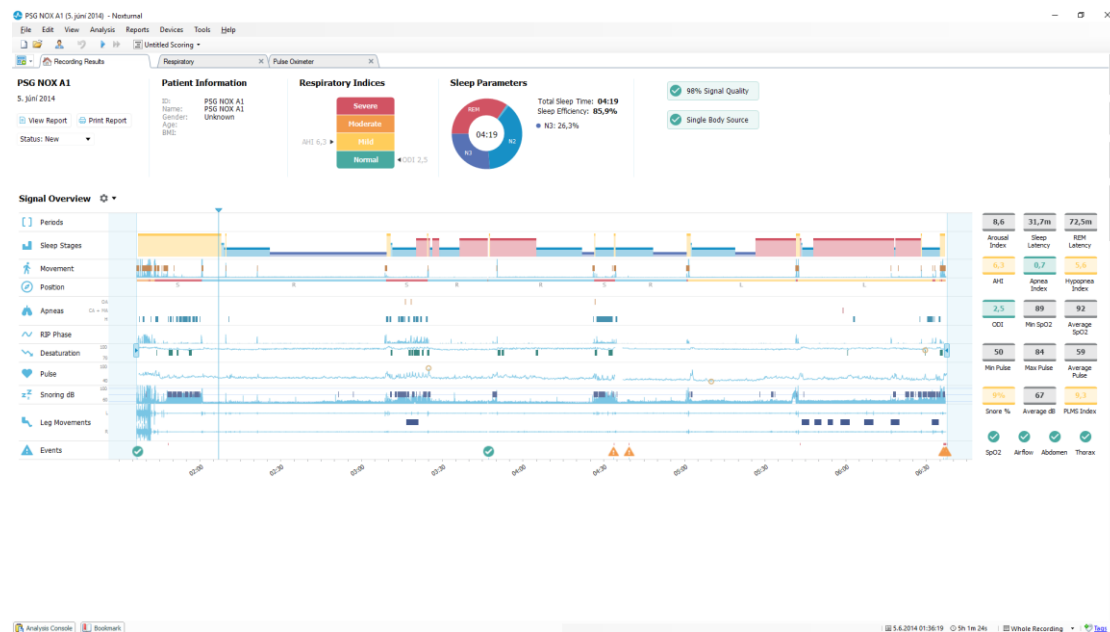 PSG NOX A1 (5. júní 2014) - Noxturnal
File Edit View Analysis Reports Devices Tools Help
Untitled Scoring
Recording Results Respiratory Pulse Oximeter
PSG NOX A1
5. júní 2014
View Report Print Report
Status: New
Patient Information
ID: PSG NOX A1
Name: PSG NOX A1
Gender: Unknown
Age:
BMI:
Respiratory Indices
Severe
Moderate
AHI 6,3 Mild
Normal ODI 2,5
Sleep Parameters
REM
04:19
N2
N3
Total Sleep Time: 04:19
Sleep Efficiency: 85,9%
N3: 26,3%
98% Signal Quality
Single Body Source
Signal Overview
Periods
Sleep Stages
Movement
Position
S R S R R S R L L
Apneas
RIP Phase
Desaturation
100
Pulse
100
40
Snoring dB
100
Leg Movements
L
R
Events
02:00 02:30 03:00 03:30 04:00 04:30 05:00 05:30 06:00 06:30
8,6 31,7m 72,5m
Arousal Index Sleep Latency REM Latency
6,3 0,7 5,6
AHI Apnea Index Hypopnea Index
2,5 89 92
ODI Min SpO2 Average SpO2
50 84 59
Min Pulse Max Pulse Average Pulse
9% 67 9,3
Snore % Average dB PLMS Index
SpO2 Airflow Abdomen Thorax
Analysis Console Bookmark
5.6.2014 01:36:19 5h 1m 24s Whole Recording Tags